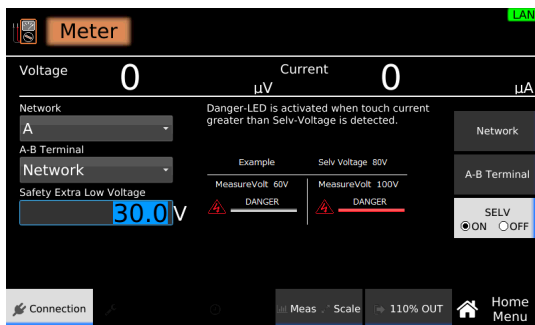 LAN
Meter
Voltage 0 µV Current 0 µA
Network
A
A-B Terminal
Network
Safety Extra Low Voltage
30.0 V
Danger-LED is activated when touch current
greater than Selv-Voltage is detected.
Example Selv Voltage 80V
MeasureVolt 60V MeasureVolt 100V
DANGER DANGER
Network
A-B Terminal
SELV
ON OFF
Connection
Meas Scale
110% OUT
Home
Menu